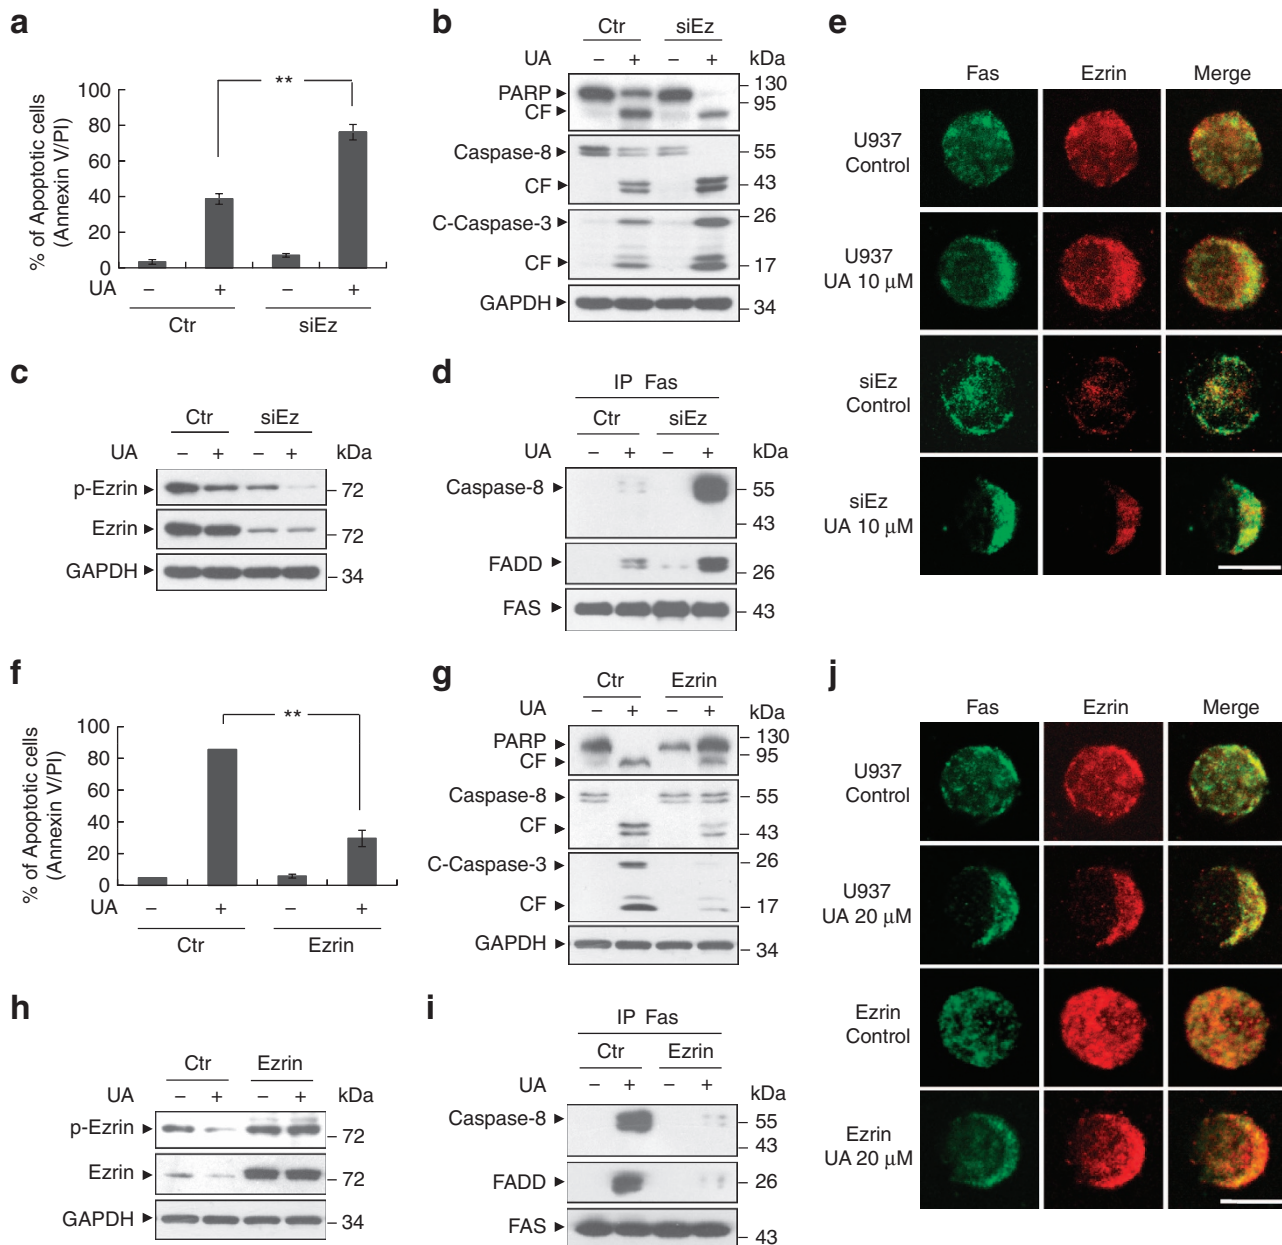 a
% of Apoptotic cells
(Annexin V/PI)
100
80
60
40
20
0
**
UA – + – +
Ctr siEz
b
Ctr siEz
UA – + – + kDa
PARP 130
CF 95
Caspase-8 55
CF 43
C-Caspase-3 26
CF 17
GAPDH 34
c
Ctr siEz
UA – + – + kDa
p-Ezrin 72
Ezrin 72
GAPDH 34
d
IP Fas
Ctr siEz
UA – + – + kDa
Caspase-8 55
43
FADD 26
FAS 43
e
Fas Ezrin Merge
U937
Control
U937
UA 10 μM
siEz
Control
siEz
UA 10 μM
f
% of Apoptotic cells
(Annexin V/PI)
100
80
60
40
20
0
**
UA – + – +
Ctr Ezrin
g
Ctr Ezrin
UA – + – + kDa
PARP 130
CF 95
Caspase-8 55
CF 43
C-Caspase-3 26
CF 17
GAPDH 34
h
Ctr Ezrin
UA – + – + kDa
p-Ezrin 72
Ezrin 72
GAPDH 34
i
IP Fas
Ctr Ezrin
UA – + – + kDa
Caspase-8 55
43
FADD 26
FAS 43
j
Fas Ezrin Merge
U937
Control
U937
UA 20 μM
Ezrin
Control
Ezrin
UA 20 μM